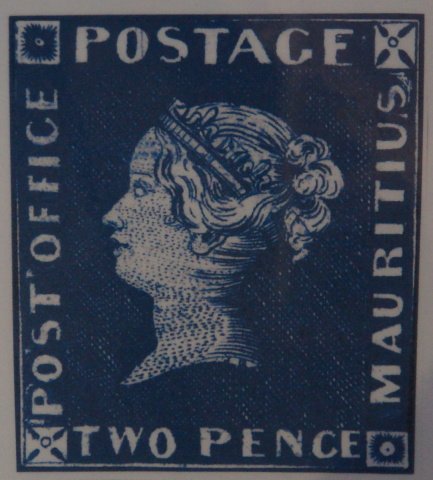 POSTAGE
POST OFFICE
MAURITIUS
TWO PENCE